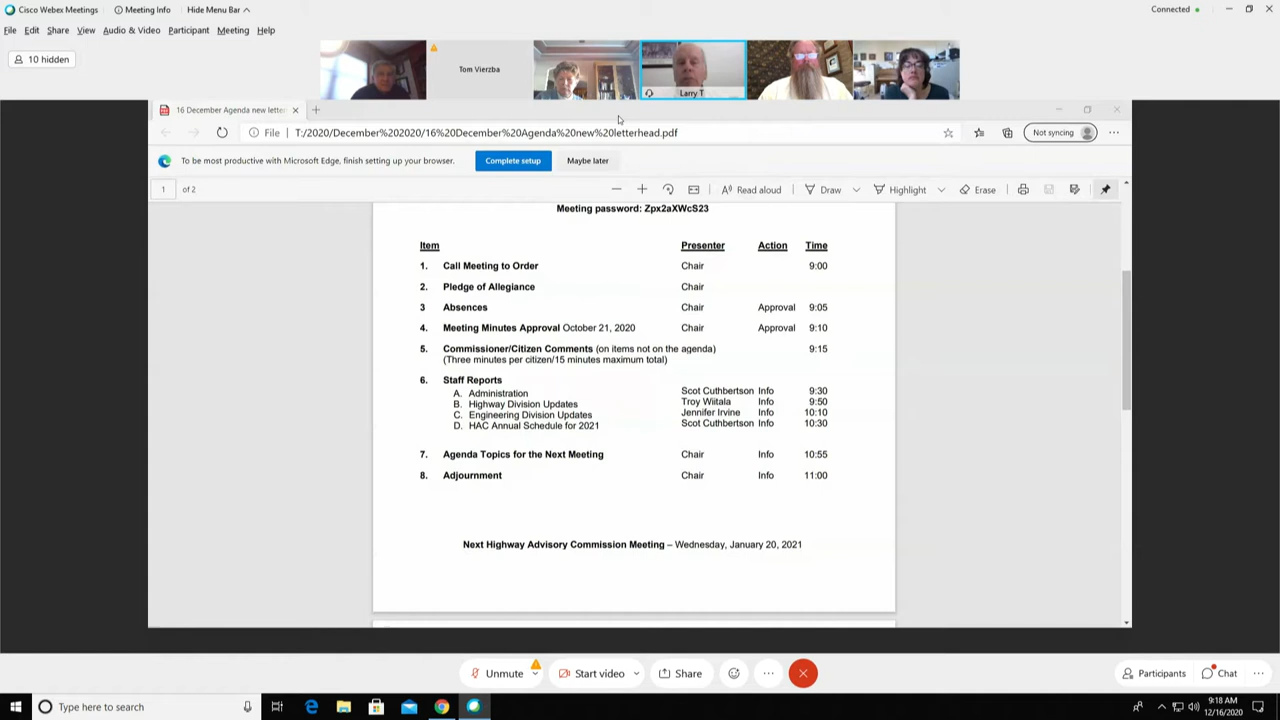 Cisco Webex Meetings Meeting Info Hide Menu Bar Connected
File Edit Share View Audio & Video Participant Meeting Help
10 hidden
Tom Vierzba
Larry T
16 December Agenda new lette
File T:/2020/December%202020/16%20December%20Agenda%20new%20letterhead.pdf Not syncing
To be most productive with Microsoft Edge, finish setting up your browser. Complete setup Maybe later
1 of 2 Read aloud Draw Highlight Erase
Meeting password: Zpx2aXWcS23
Item Presenter Action Time
1. Call Meeting to Order Chair 9:00
2. Pledge of Allegiance Chair
3 Absences Chair Approval 9:05
4. Meeting Minutes Approval October 21, 2020 Chair Approval 9:10
5. Commissioner/Citizen Comments (on items not on the agenda) 9:15
(Three minutes per citizen/15 minutes maximum total)
6. Staff Reports
A. Administration Scot Cuthbertson Info 9:30
B. Highway Division Updates Troy Wiitala Info 9:50
C. Engineering Division Updates Jennifer Irvine Info 10:10
D. HAC Annual Schedule for 2021 Scot Cuthbertson Info 10:30
7. Agenda Topics for the Next Meeting Chair Info 10:55
8. Adjournment Chair Info 11:00
Next Highway Advisory Commission Meeting – Wednesday, January 20, 2021
Unmute Start video Share Participants Chat
Type here to search 9:18 AM
12/16/2020